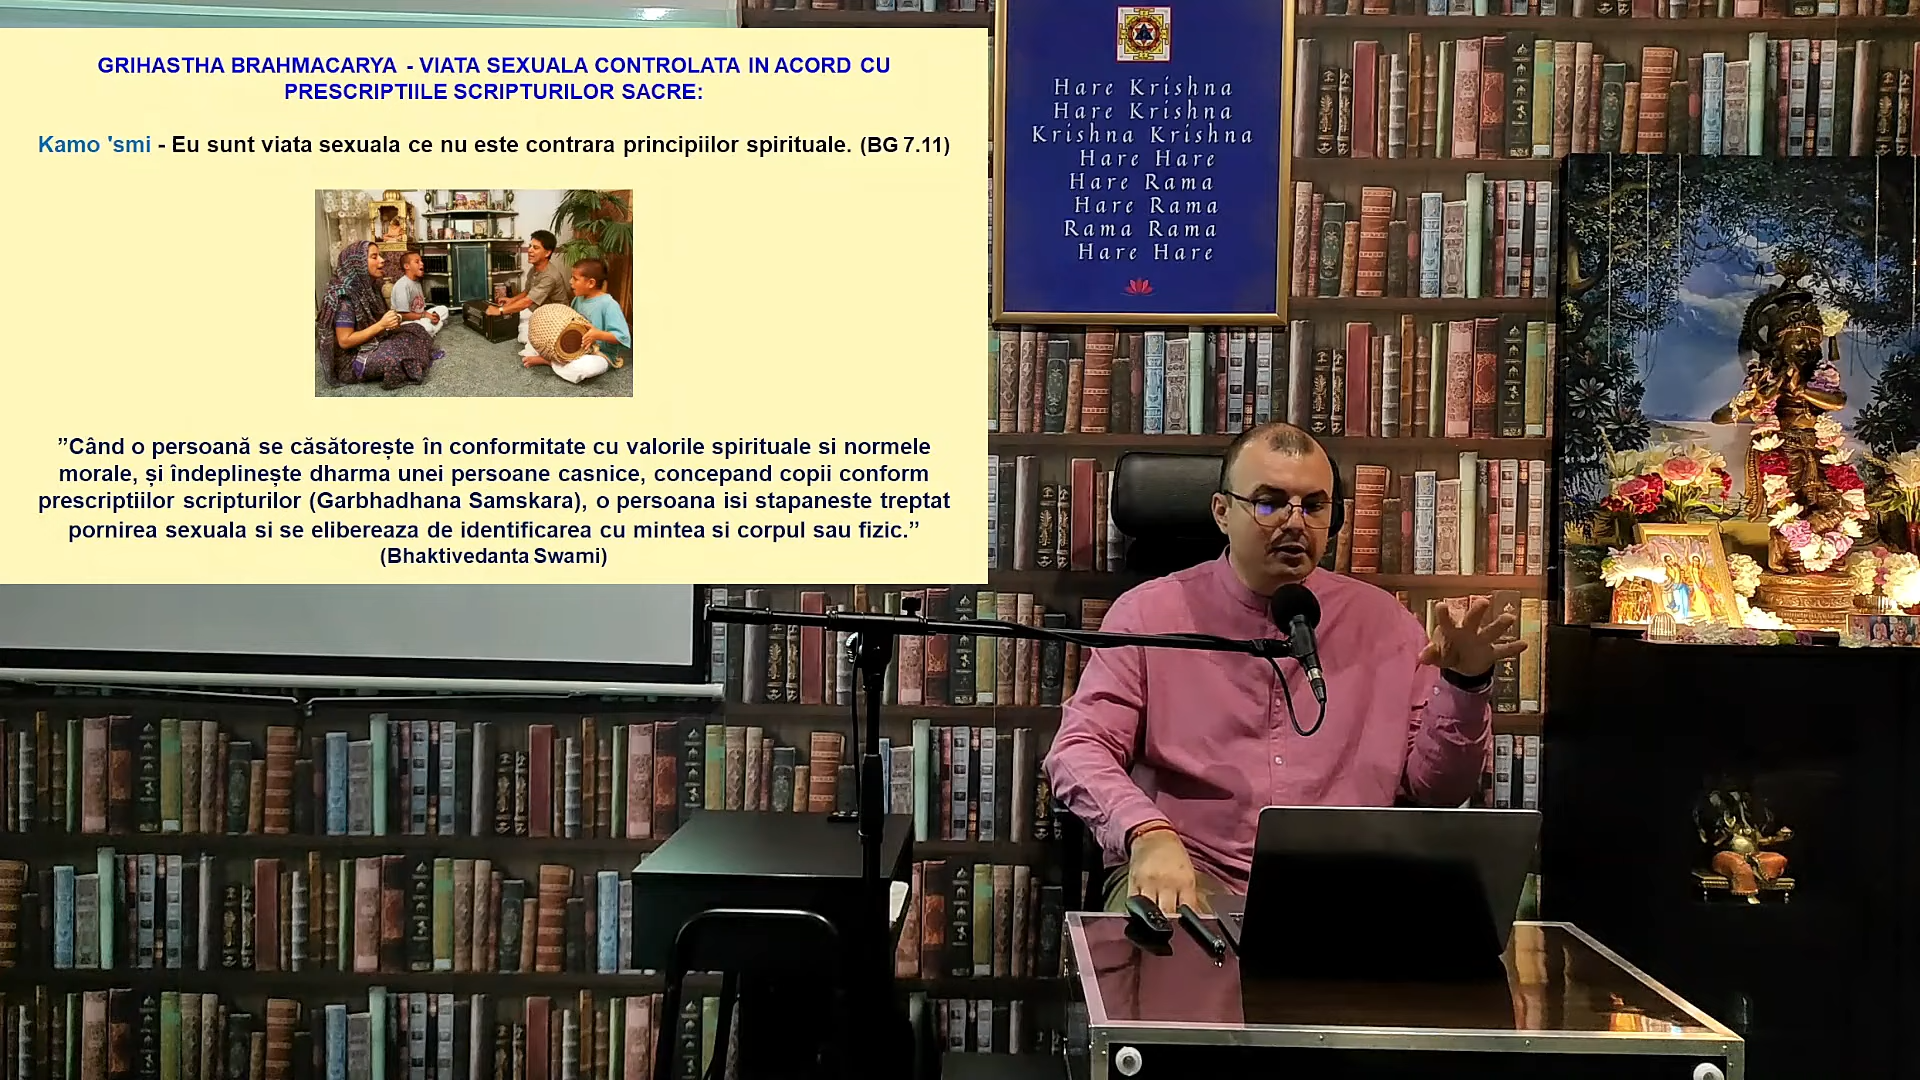 GRIHASTHA BRAHMACARYA - VIATA SEXUALA CONTROLATA IN ACORD CU
PRESCRIPTIILE SCRIPTURILOR SACRE:
Kamo 'smi - Eu sunt viata sexuala ce nu este contrara principiilor spirituale. (BG 7.11)
”Când o persoană se căsătorește în conformitate cu valorile spirituale si normele
morale, și îndeplinește dharma unei persoane casnice, concepand copii conform
prescriptiilor scripturilor (Garbhadhana Samskara), o persoana isi stapaneste treptat
pornirea sexuala si se elibereaza de identificarea cu mintea si corpul sau fizic.”
(Bhaktivedanta Swami)
Hare Krishna
Hare Krishna
Krishna Krishna
Hare Hare
Hare Rama
Hare Rama
Rama Rama
Hare Hare